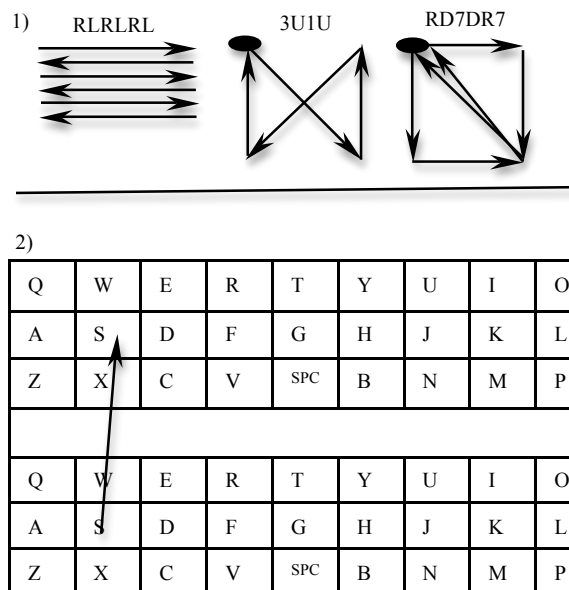 1)
RLRLRL 3U1U RD7DR7
2)
Q W E R T Y U I O
A S D F G H J K L
Z X C V SPC B N M P
Q W E R T Y U I O
A S D F G H J K L
Z X C V SPC B N M P